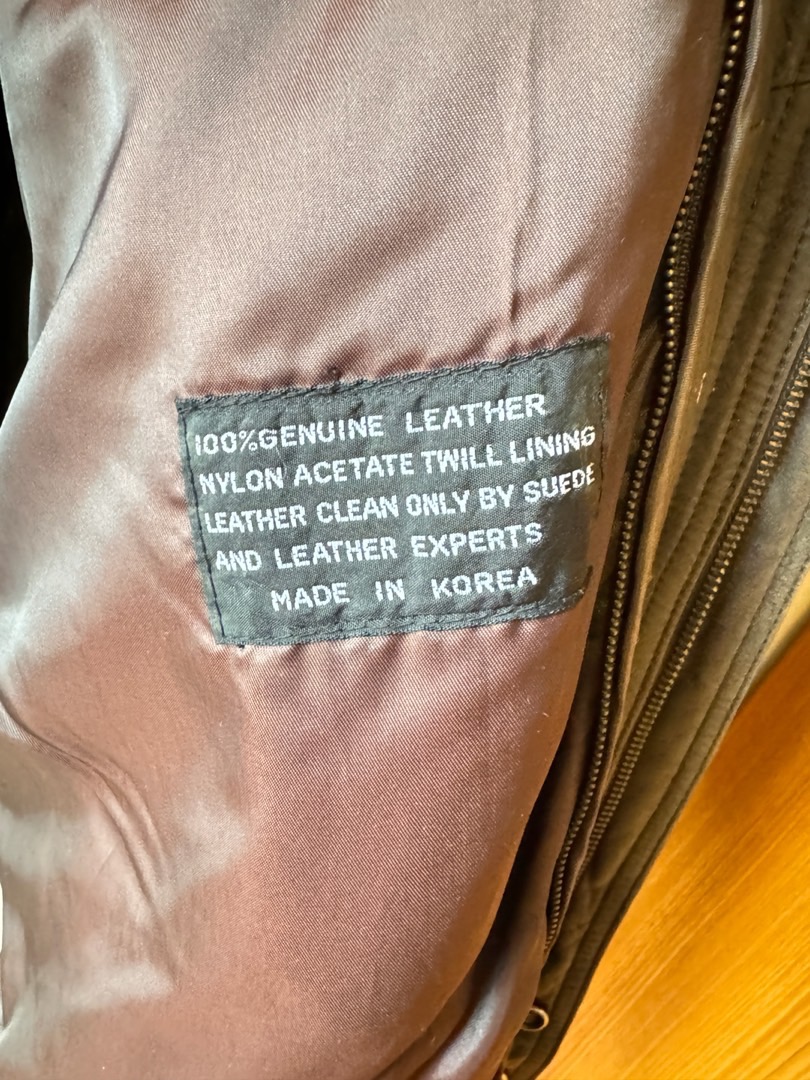 100%GENUINE LEATHER
NYLON ACETATE TWILL LINING
LEATHER CLEAN ONLY BY SUEDE
AND LEATHER EXPERTS
MADE IN KOREA